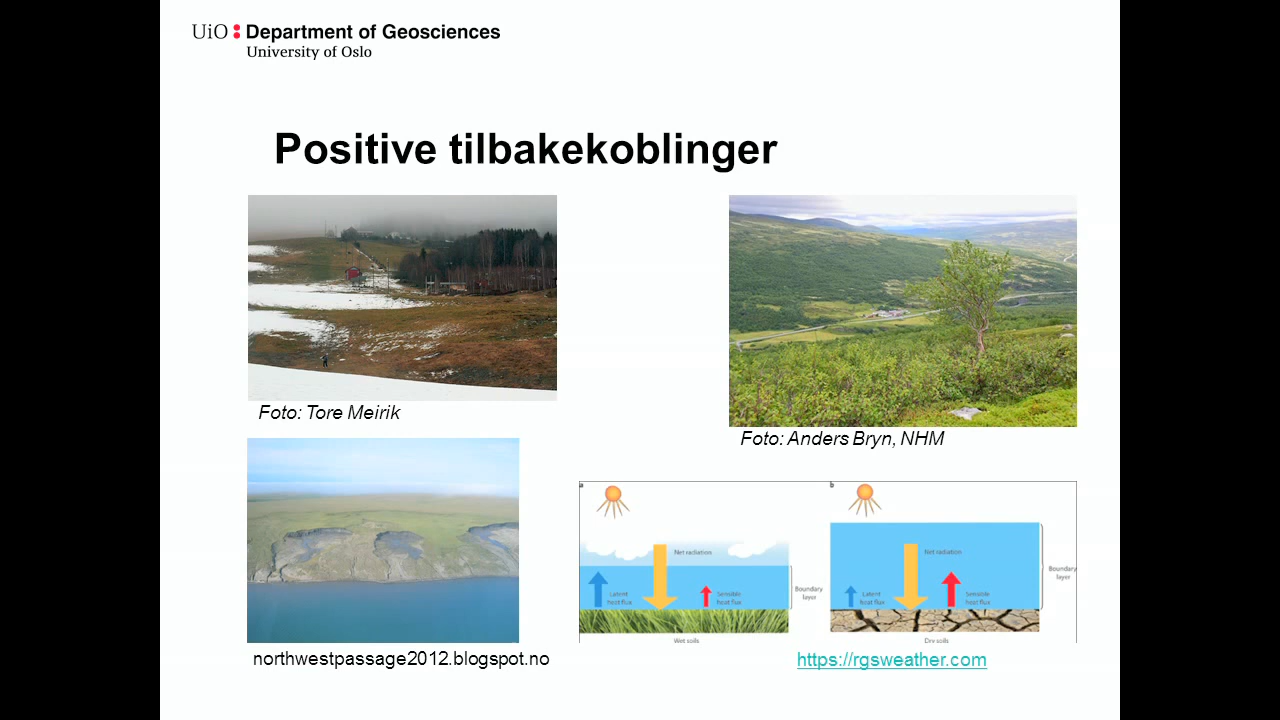 UiO Department of Geosciences
University of Oslo
Positive tilbakekoblinger
Foto: Tore Meirik
Foto: Anders Bryn, NHM
northwestpassage2012.blogspot.no
a
Net radiation
Latent
heat flux
Sensible
heat flux
Boundary
layer
Wet soils
b
Net radiation
Latent
heat flux
Sensible
heat flux
Boundary
layer
Dry soils
https://rgsweather.com